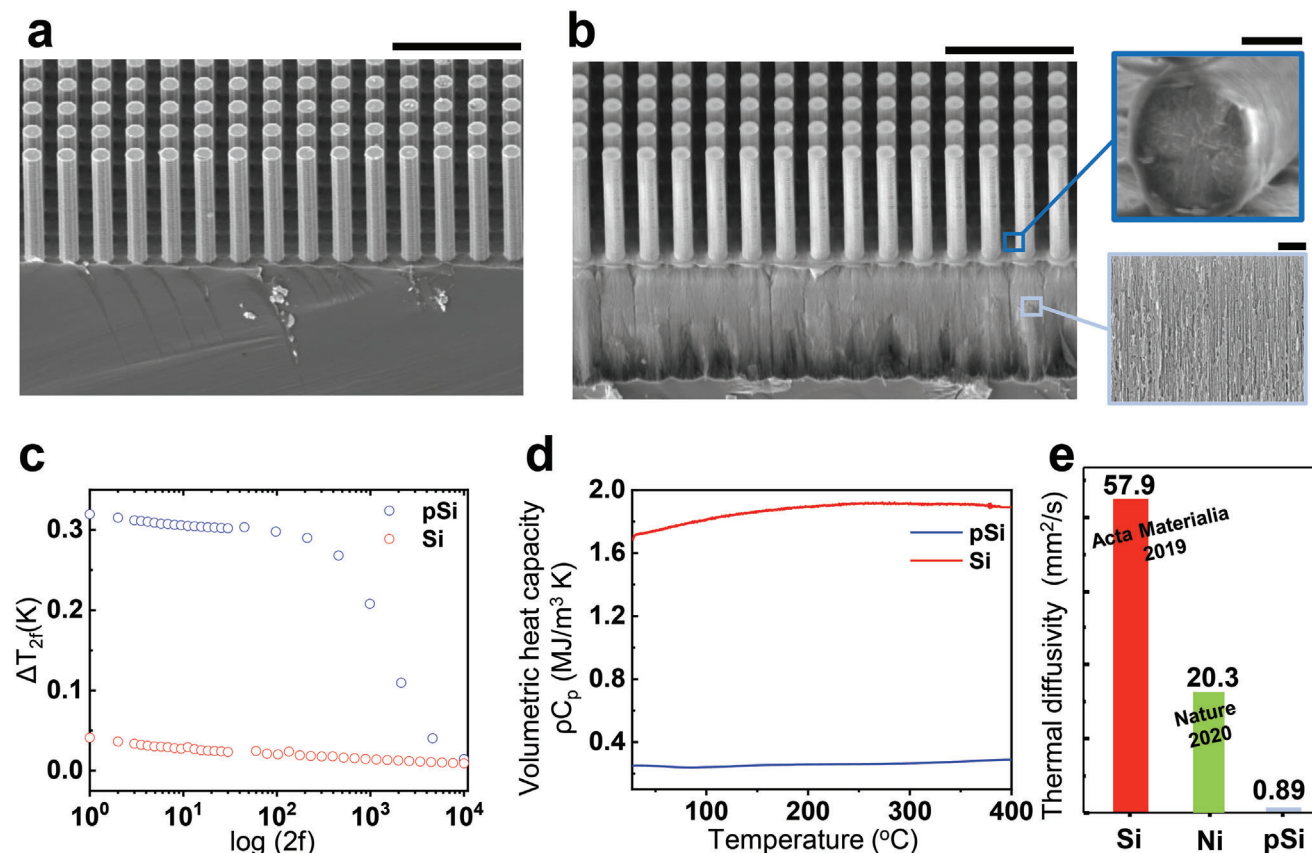 a
b
c
0.3
0.2
0.1
0.0
ΔT2f(K)
pSi
Si
10⁰
10¹
10²
10³
10⁴
log (2f)
d
2.0
1.6
1.2
0.8
0.4
Volumetric heat capacity
ρCp (MJ/m³ K)
pSi
Si
100
200
300
400
Temperature (°C)
e
Thermal diffusivity (mm²/s)
57.9
Acta Materialia
2019
20.3
Nature
2020
0.89
Si
Ni
pSi